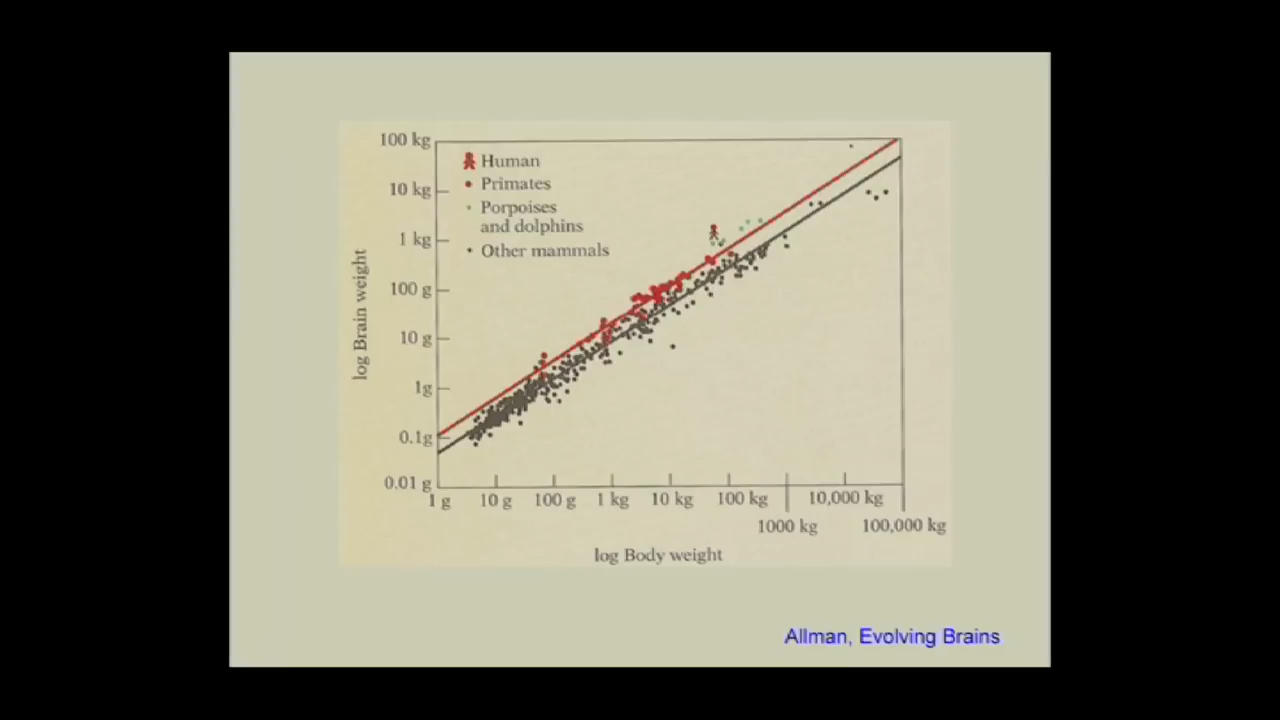 100 kg
10 kg
1 kg
100 g
10 g
1g
0.1g
0.01 g
log Brain weight
Human
Primates
Porpoises
and dolphins
Other mammals
1 g 10 g 100 g 1 kg 10 kg 100 kg 10,000 kg
1000 kg 100,000 kg
log Body weight
Allman, Evolving Brains